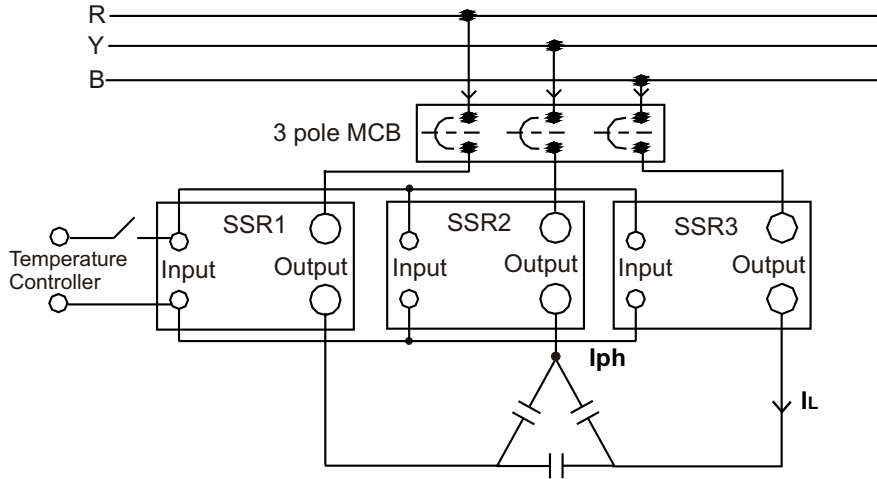 R
Y
B
3 pole MCB
SSR1
SSR2
SSR3
Temperature
Controller
Input
Output
Input
Output
Input
Output
Iph
IL